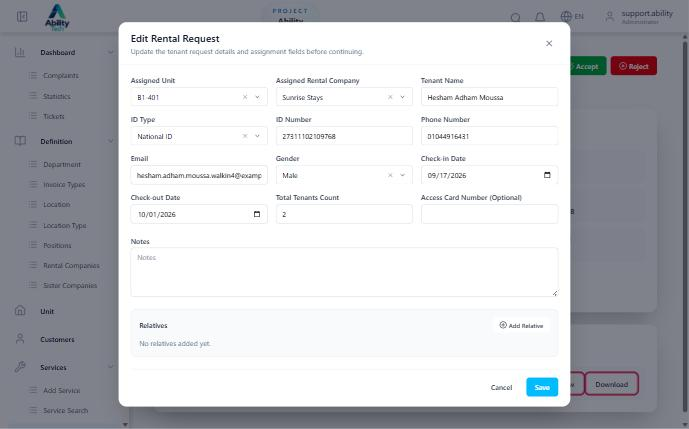 Ability
Tech
PROJECT
Ability
EN
support.ability
Administrator
Dashboard
Complaints
Statistics
Tickets
Definition
Department
Invoice Types
Location
Location Type
Positions
Rental Companies
Sister Companies
Unit
Customers
Services
Add Service
Service Search
Accept
Reject
Edit Rental Request
Update the tenant request details and assignment fields before continuing.
Assigned Unit
Assigned Rental Company
Tenant Name
B1-401
Sunrise Stays
Hesham Adham Moussa
ID Type
ID Number
Phone Number
National ID
27311102109768
01044916431
Email
Gender
Check-in Date
hesham.adham.moussa.walkin4@examp
Male
09/17/2026
Check-out Date
Total Tenants Count
Access Card Number (Optional)
10/01/2026
2
Notes
Notes
Relatives
Add Relative
No relatives added yet.
Cancel
Save
Download